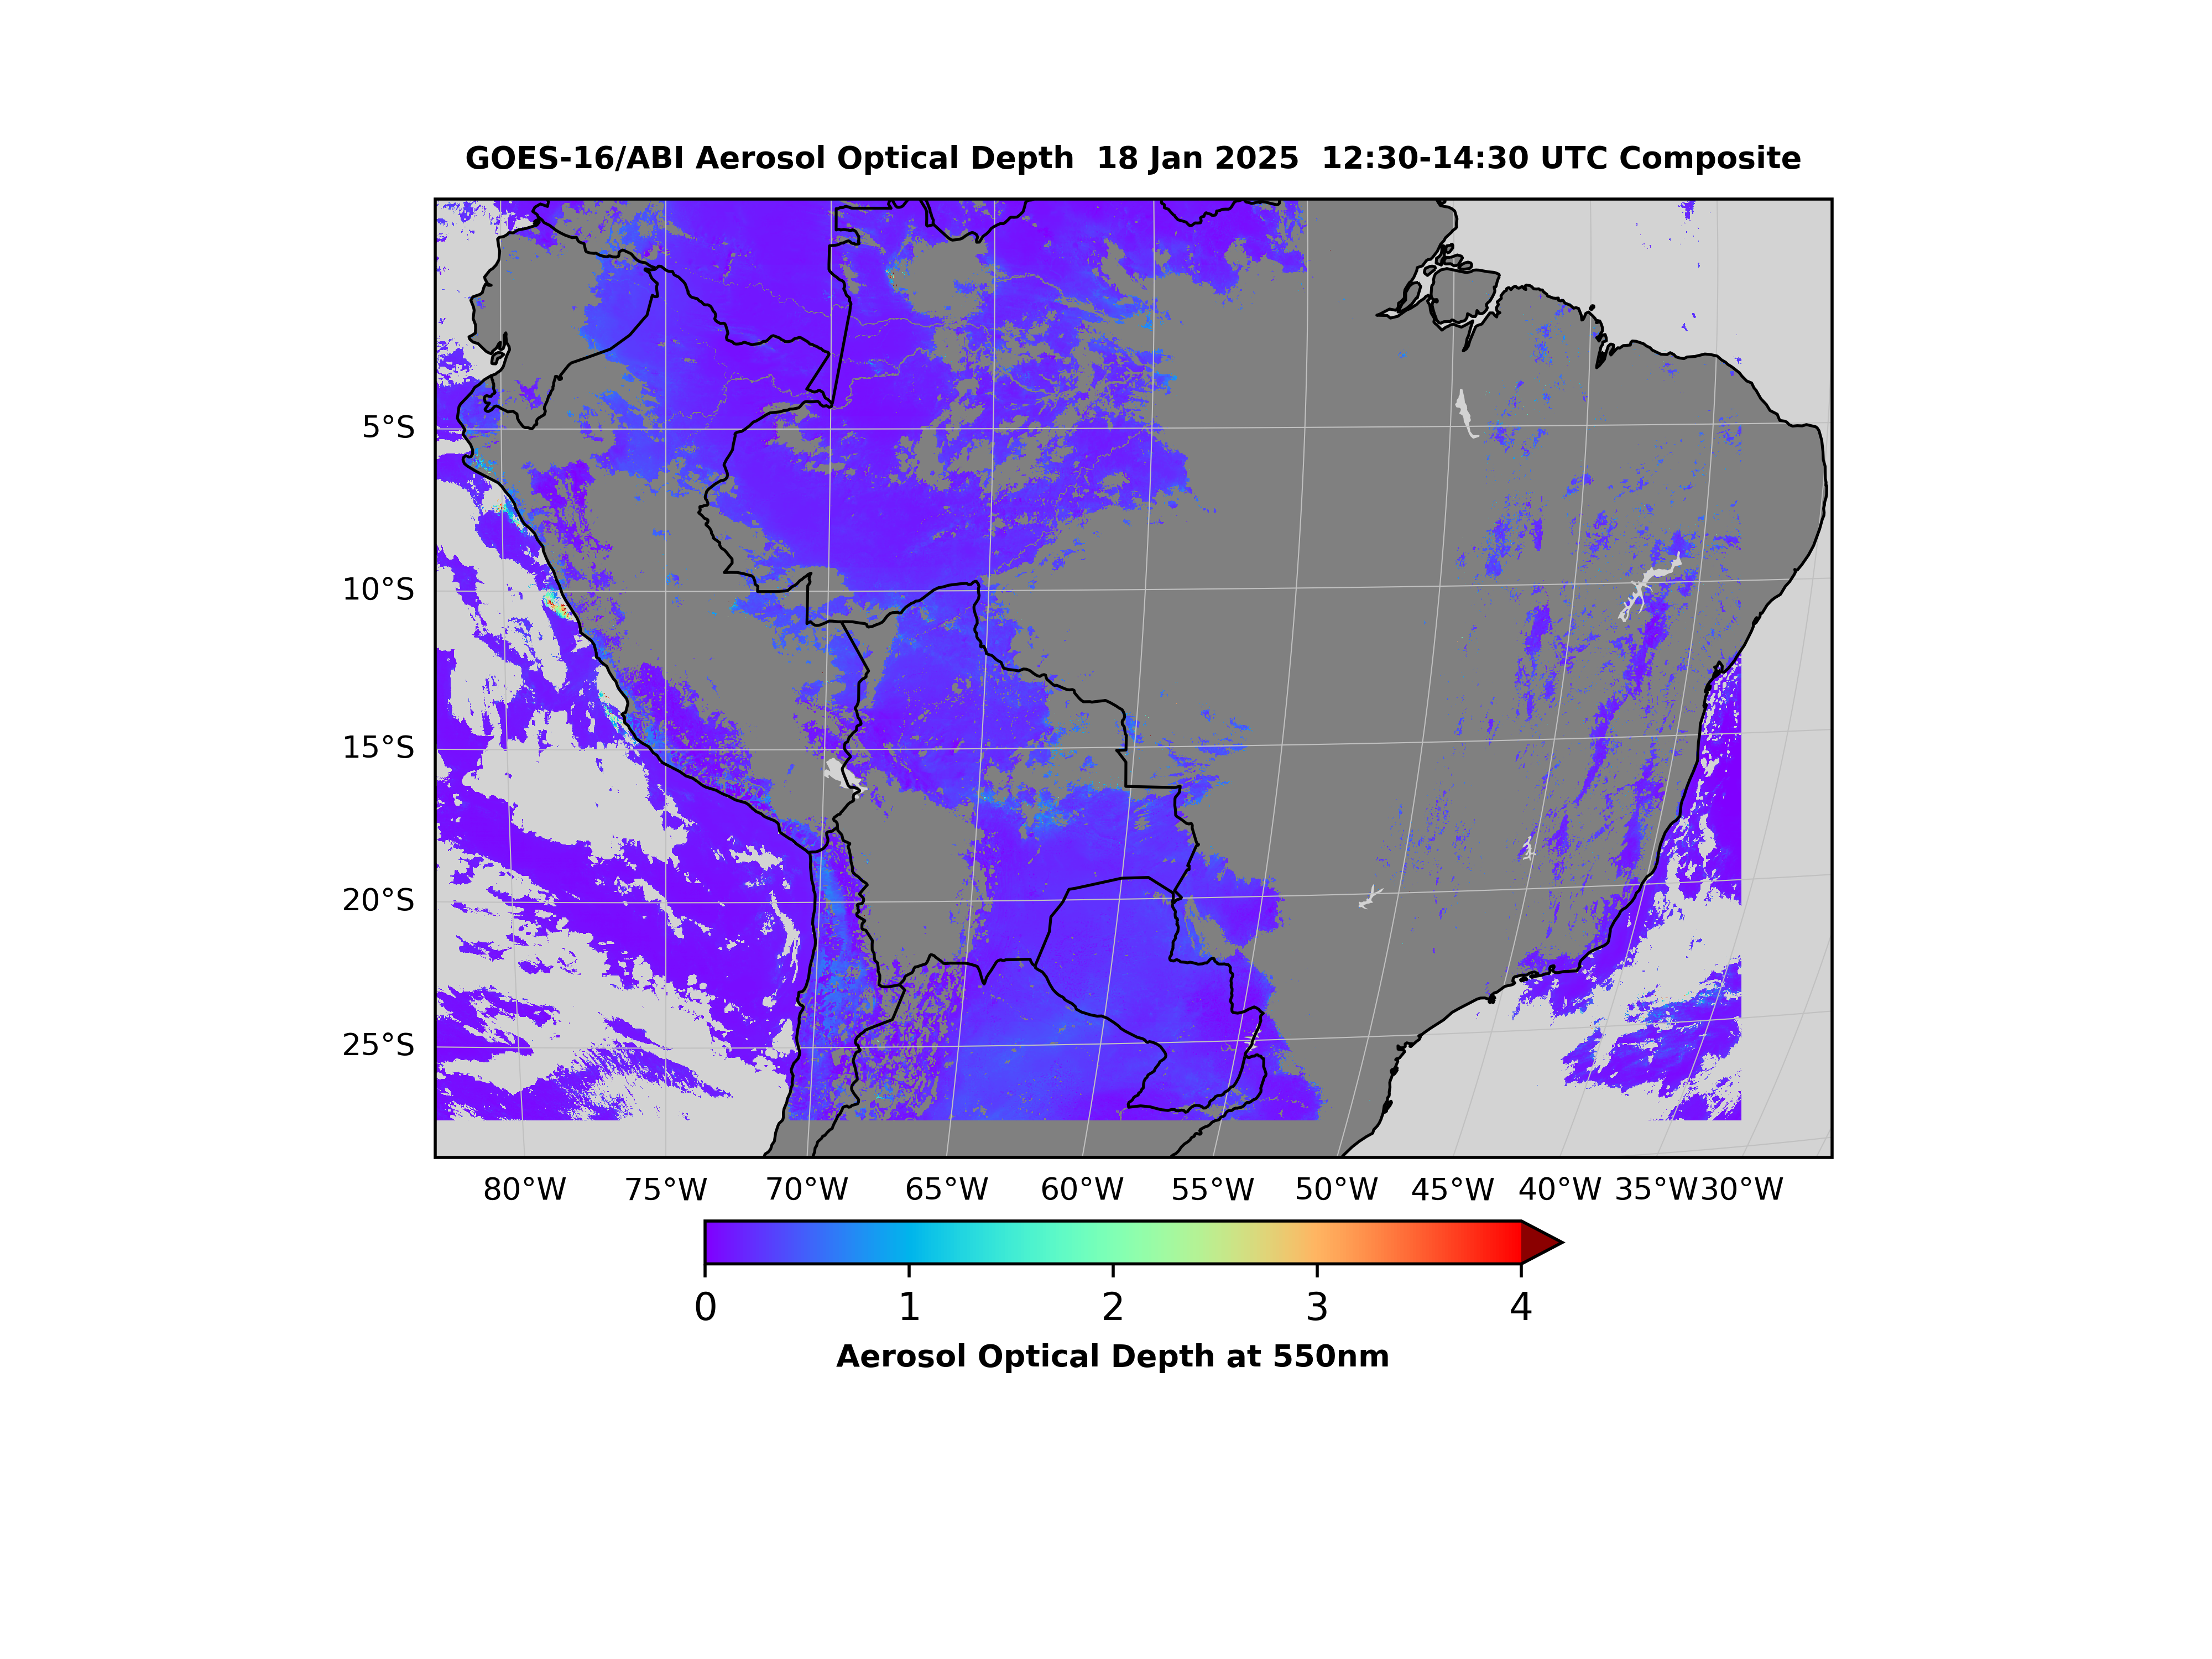 GOES-16/ABI Aerosol Optical Depth  18 Jan 2025  12:30-14:30 UTC Composite
5°S
10°S
15°S
20°S
25°S
80°W 75°W 70°W 65°W 60°W 55°W 50°W 45°W 40°W 35°W 30°W
0 1 2 3 4
Aerosol Optical Depth at 550nm